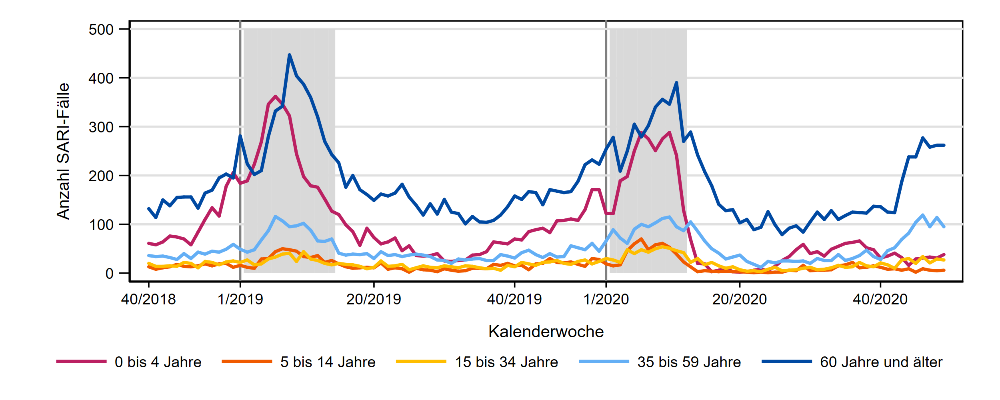 500
400
300
200
100
0
Anzahl SARI-Fälle
40/2018 1/2019 20/2019 40/2019 1/2020 20/2020 40/2020
Kalenderwoche
0 bis 4 Jahre 5 bis 14 Jahre 15 bis 34 Jahre 35 bis 59 Jahre 60 Jahre und älter